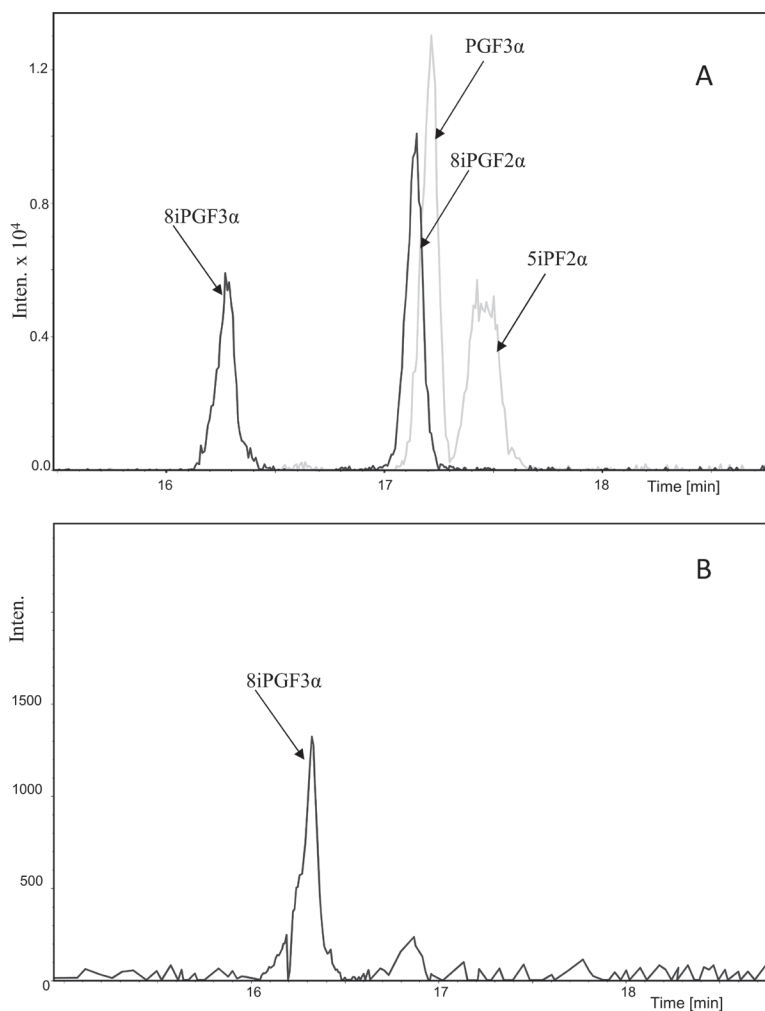 PGF3α
A
1.2
8iPGF2α
0.8
8iPGF3α
5iPF2α
Inten. x 10⁴
0.4
0.0
16
17
18
Time [min]
B
Inten.
8iPGF3α
1500
1000
500
0
16
17
18
Time [min]